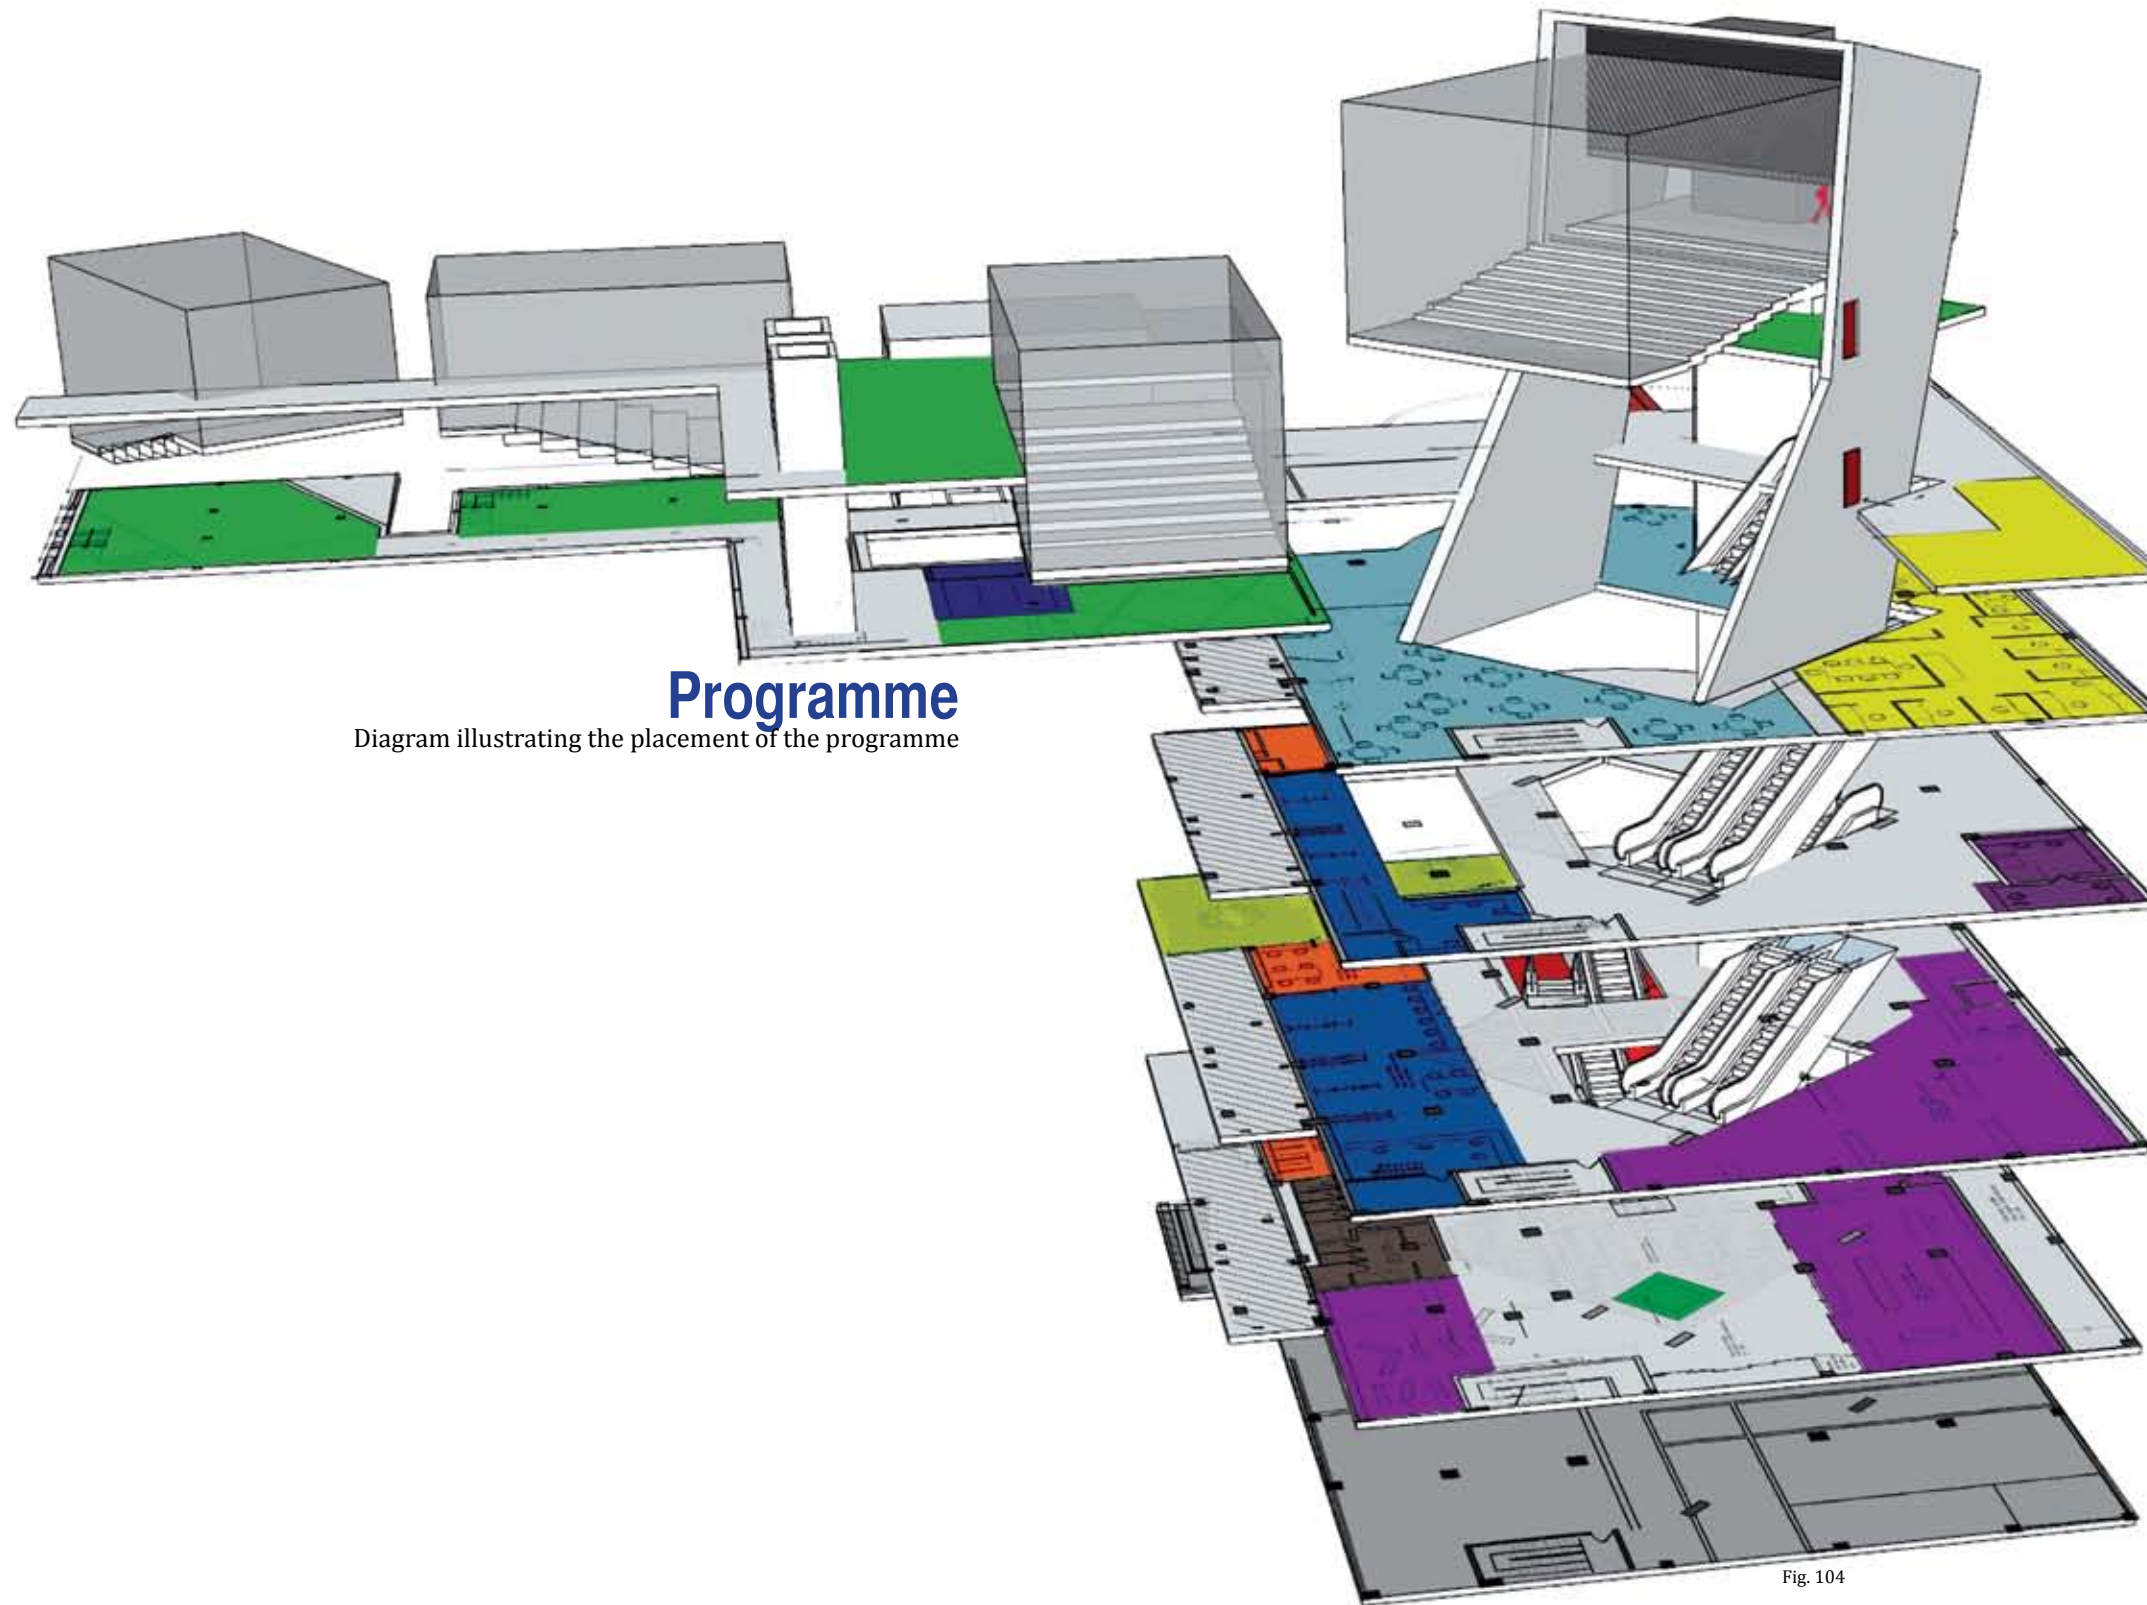 Programme
Diagram illustrating the placement of the programme
Fig. 104